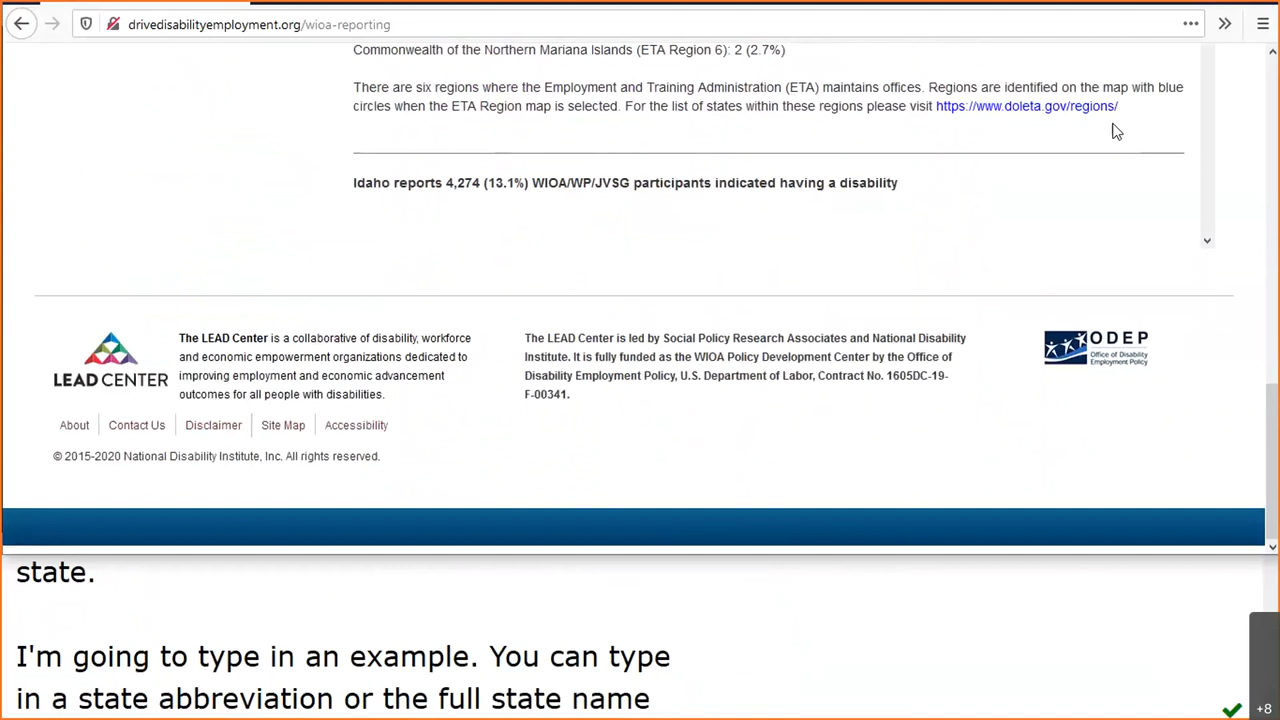 drivedisabilityemployment.org/wioa-reporting
Commonwealth of the Northern Mariana Islands (ETA Region 6): 2 (2.7%)
There are six regions where the Employment and Training Administration (ETA) maintains offices. Regions are identified on the map with blue
circles when the ETA Region map is selected. For the list of states within these regions please visit https://www.doleta.gov/regions/
Idaho reports 4,274 (13.1%) WIOA/WP/JVSG participants indicated having a disability
LEAD CENTER
The LEAD Center is a collaborative of disability, workforce
and economic empowerment organizations dedicated to
improving employment and economic advancement
outcomes for all people with disabilities.
The LEAD Center is led by Social Policy Research Associates and National Disability
Institute. It is fully funded as the WIOA Policy Development Center by the Office of
Disability Employment Policy, U.S. Department of Labor, Contract No. 1605DC-19-
F-00341.
ODEP
Office of Disability
Employment Policy
About
Contact Us
Disclaimer
Site Map
Accessibility
© 2015-2020 National Disability Institute, Inc. All rights reserved.
state.
I'm going to type in an example. You can type
in a state abbreviation or the full state name
+8